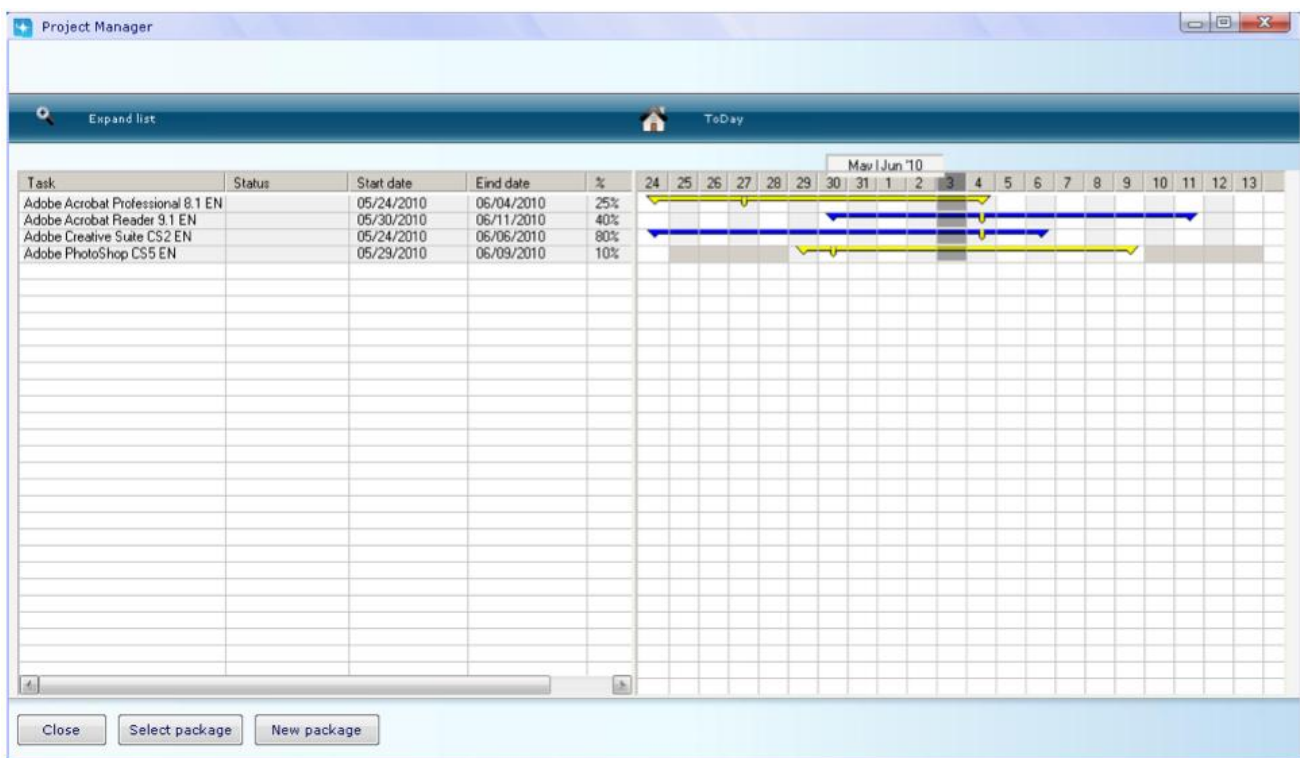 Project Manager
Expand list ToDay
May | Jun '10
Task Status Start date Eind date % 24 25 26 27 28 29 30 31 1 2 3 4 5 6 7 8 9 10 11 12 13
Adobe Acrobat Professional 8.1 EN 05/24/2010 06/04/2010 25%
Adobe Acrobat Reader 9.1 EN 05/30/2010 06/11/2010 40%
Adobe Creative Suite CS2 EN 05/24/2010 06/06/2010 80%
Adobe PhotoShop CS5 EN 05/29/2010 06/09/2010 10%
Close Select package New package